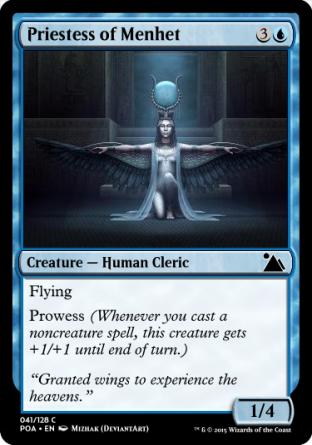 Priestess of Menhet 3
Creature — Human Cleric
Flying
Prowess (Whenever you cast a
noncreature spell, this creature gets
+1/+1 until end of turn.)
“Granted wings to experience the
heavens.”
1/4
041/128 C
POA • EN Mizhak (DeviantArt)
™ & © 2015 Wizards of the Coast